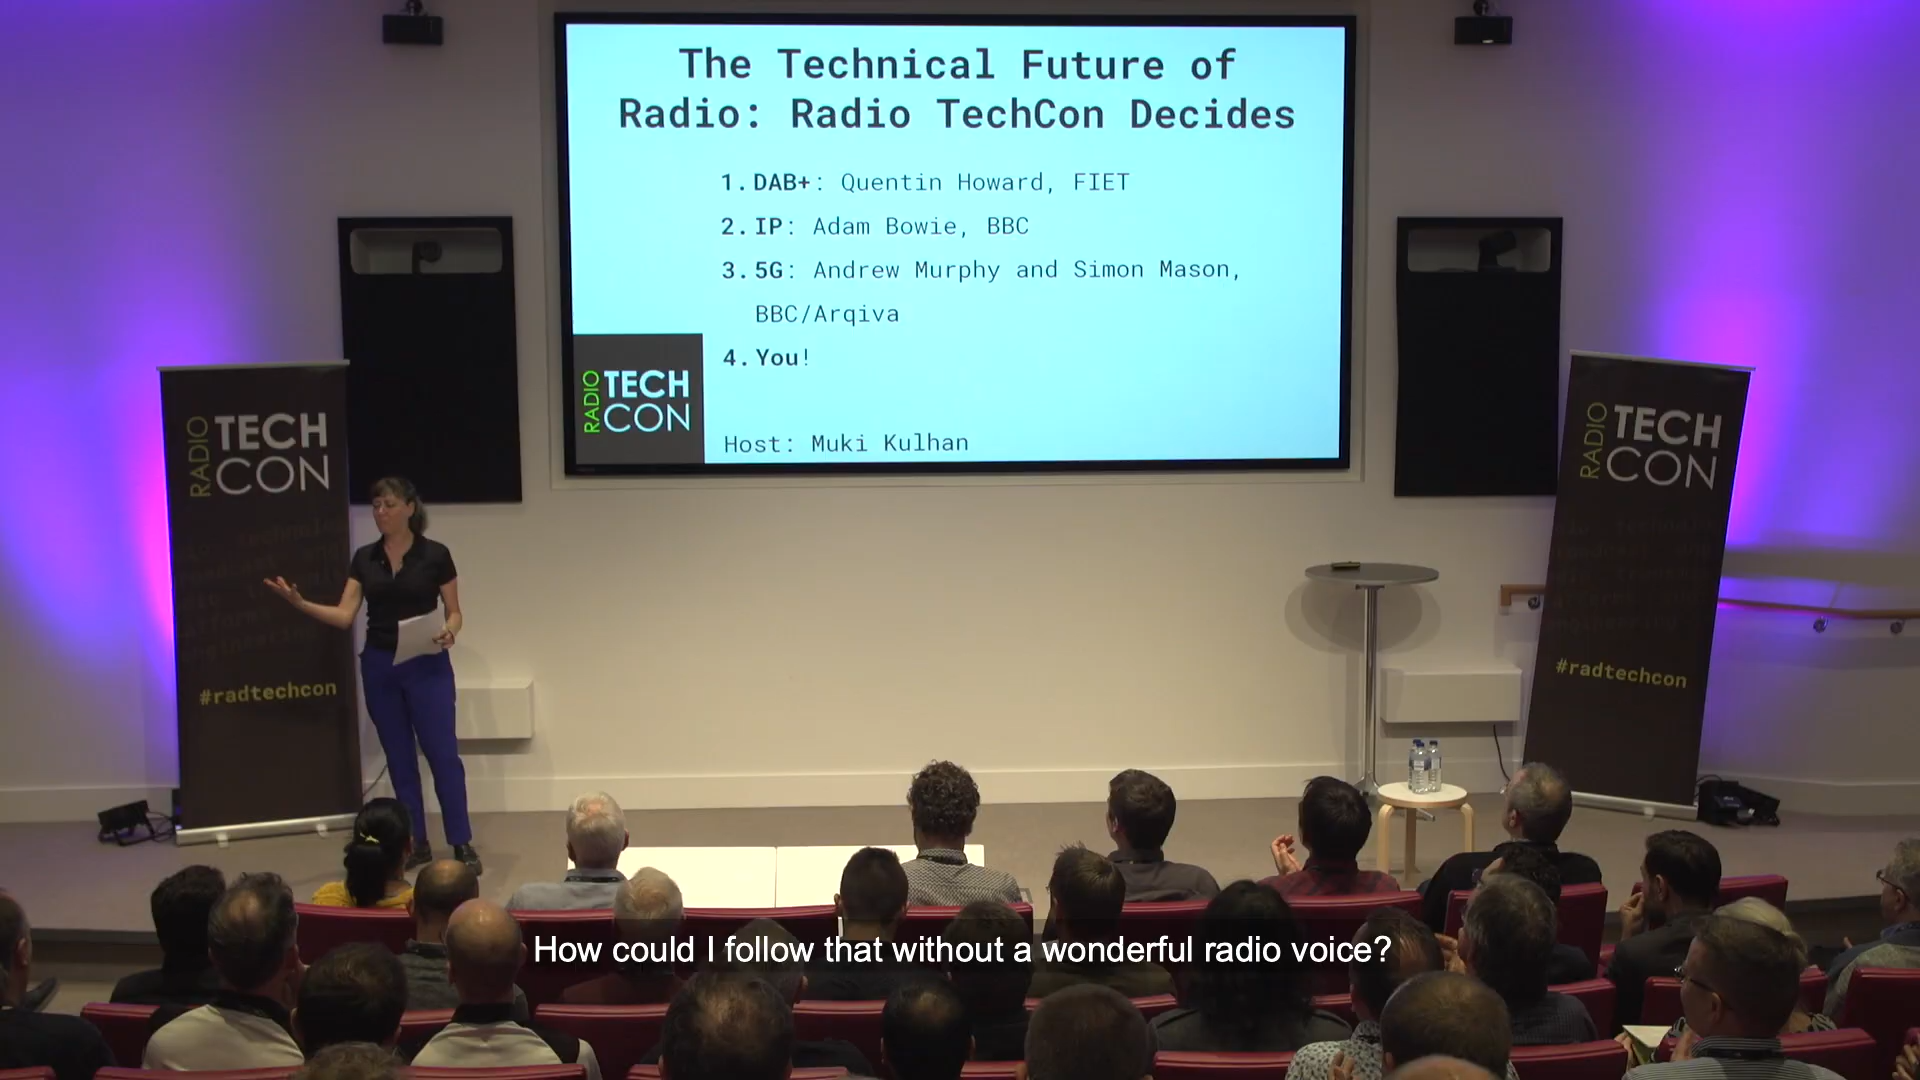 The Technical Future of
Radio: Radio TechCon Decides
1. DAB+: Quentin Howard, FIET
2. IP: Adam Bowie, BBC
3. 5G: Andrew Murphy and Simon Mason,
BBC/Arqiva
4. You!
Host: Muki Kulhan
RADIO
TECH
CON
RADIO
TECH
CON
#radtechcon
RADIO
TECH
CON
#radtechcon
How could I follow that without a wonderful radio voice?